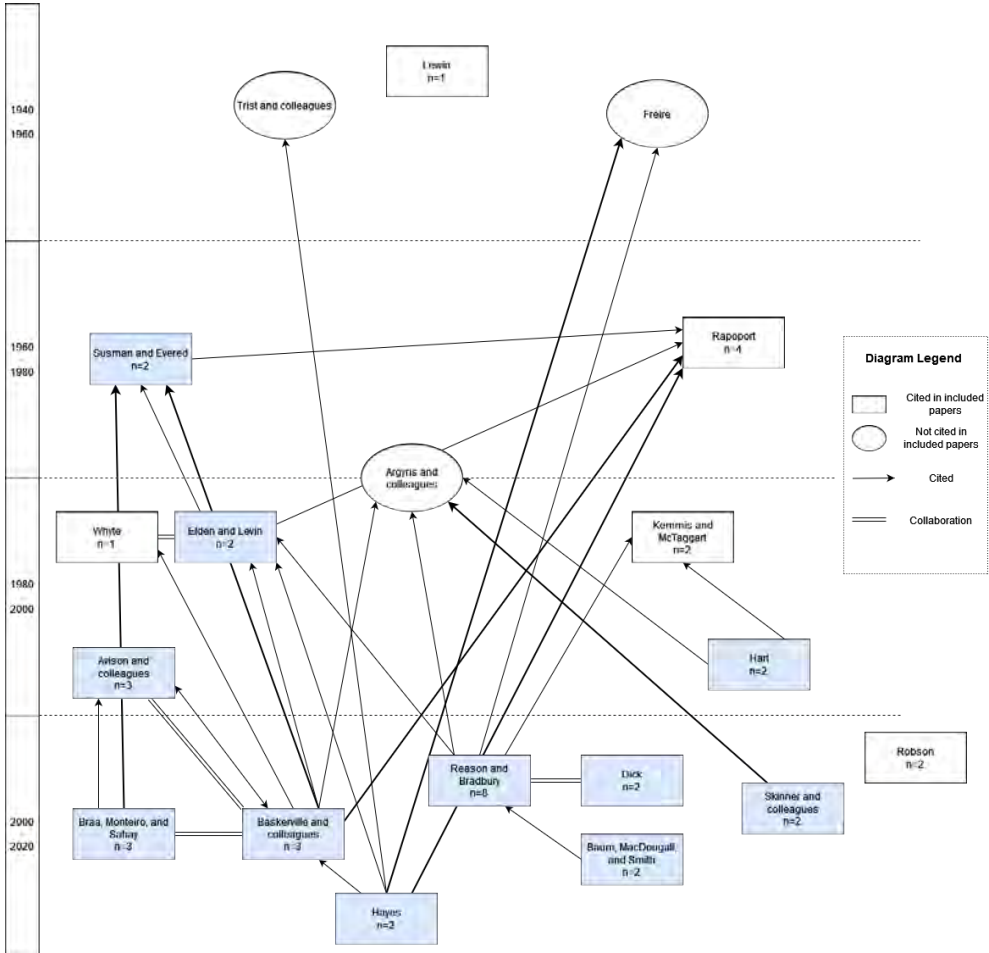 Lewin
n=1
Trist and colleagues
Freire
1940
1960
Susman and Evered
n=2
Rapoport
n=4
1960
1980
Diagram Legend
Cited in included
papers
Not cited in
included papers
Cited
Collaboration
Argyris and
colleagues
White
n=1
Elden and Levin
n=2
Kemmis and
McTaggart
n=2
1980
2000
Avison and
colleagues
n=3
Hart
n=2
Robson
n=2
Reason and
Bradbury
n=8
Dick
n=2
Skinner and
colleagues
n=2
2000
2020
Braa, Monteiro, and
Sahay
n=3
Baskerville and
colleagues
n=3
Baum, MacDougall,
and Smith
n=2
Hayes
n=2